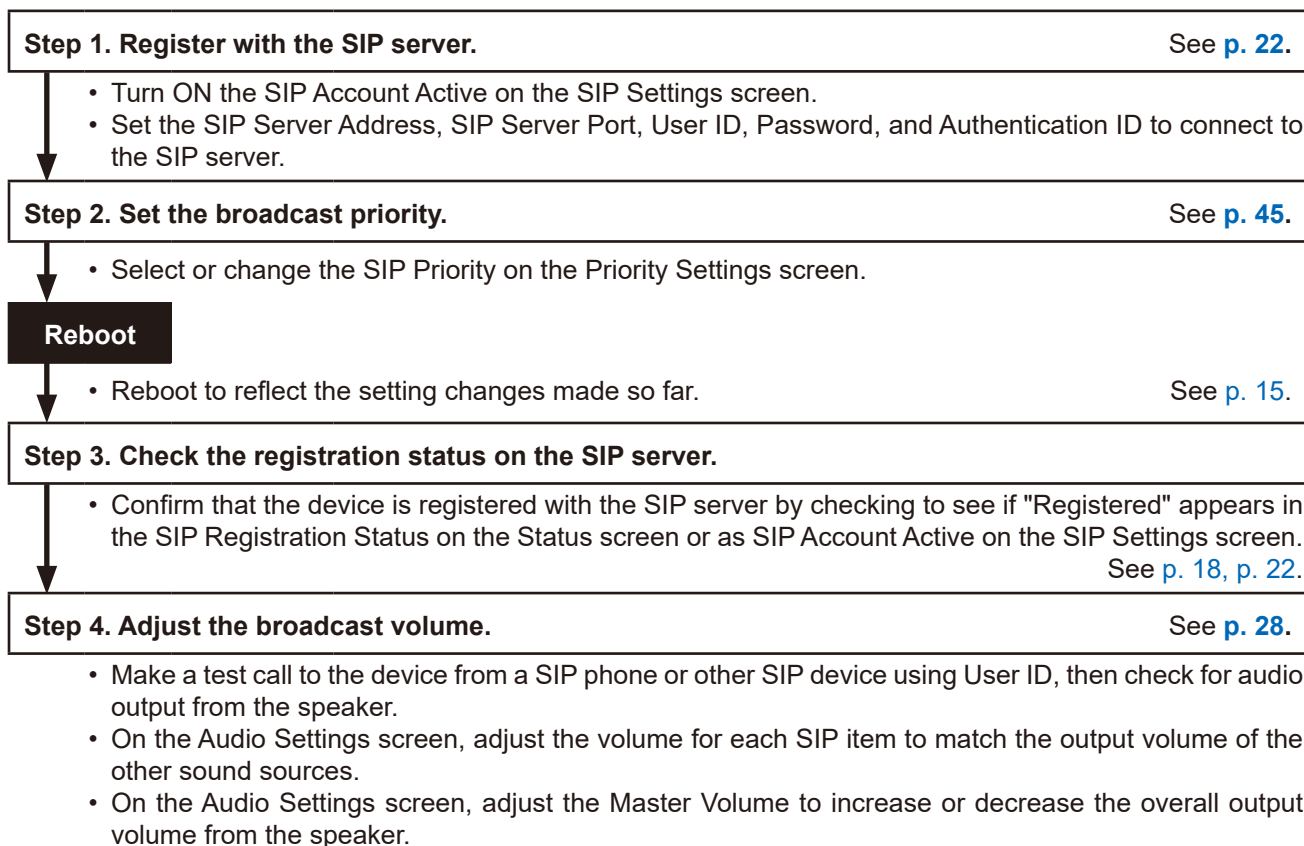 Step 1. Register with the SIP server. See p. 22.
• Turn ON the SIP Account Active on the SIP Settings screen.
• Set the SIP Server Address, SIP Server Port, User ID, Password, and Authentication ID to connect to
the SIP server.
Step 2. Set the broadcast priority. See p. 45.
• Select or change the SIP Priority on the Priority Settings screen.
Reboot
• Reboot to reflect the setting changes made so far. See p. 15.
Step 3. Check the registration status on the SIP server.
• Confirm that the device is registered with the SIP server by checking to see if "Registered" appears in
the SIP Registration Status on the Status screen or as SIP Account Active on the SIP Settings screen.
See p. 18, p. 22.
Step 4. Adjust the broadcast volume. See p. 28.
• Make a test call to the device from a SIP phone or other SIP device using User ID, then check for audio
output from the speaker.
• On the Audio Settings screen, adjust the volume for each SIP item to match the output volume of the
other sound sources.
• On the Audio Settings screen, adjust the Master Volume to increase or decrease the overall output
volume from the speaker.